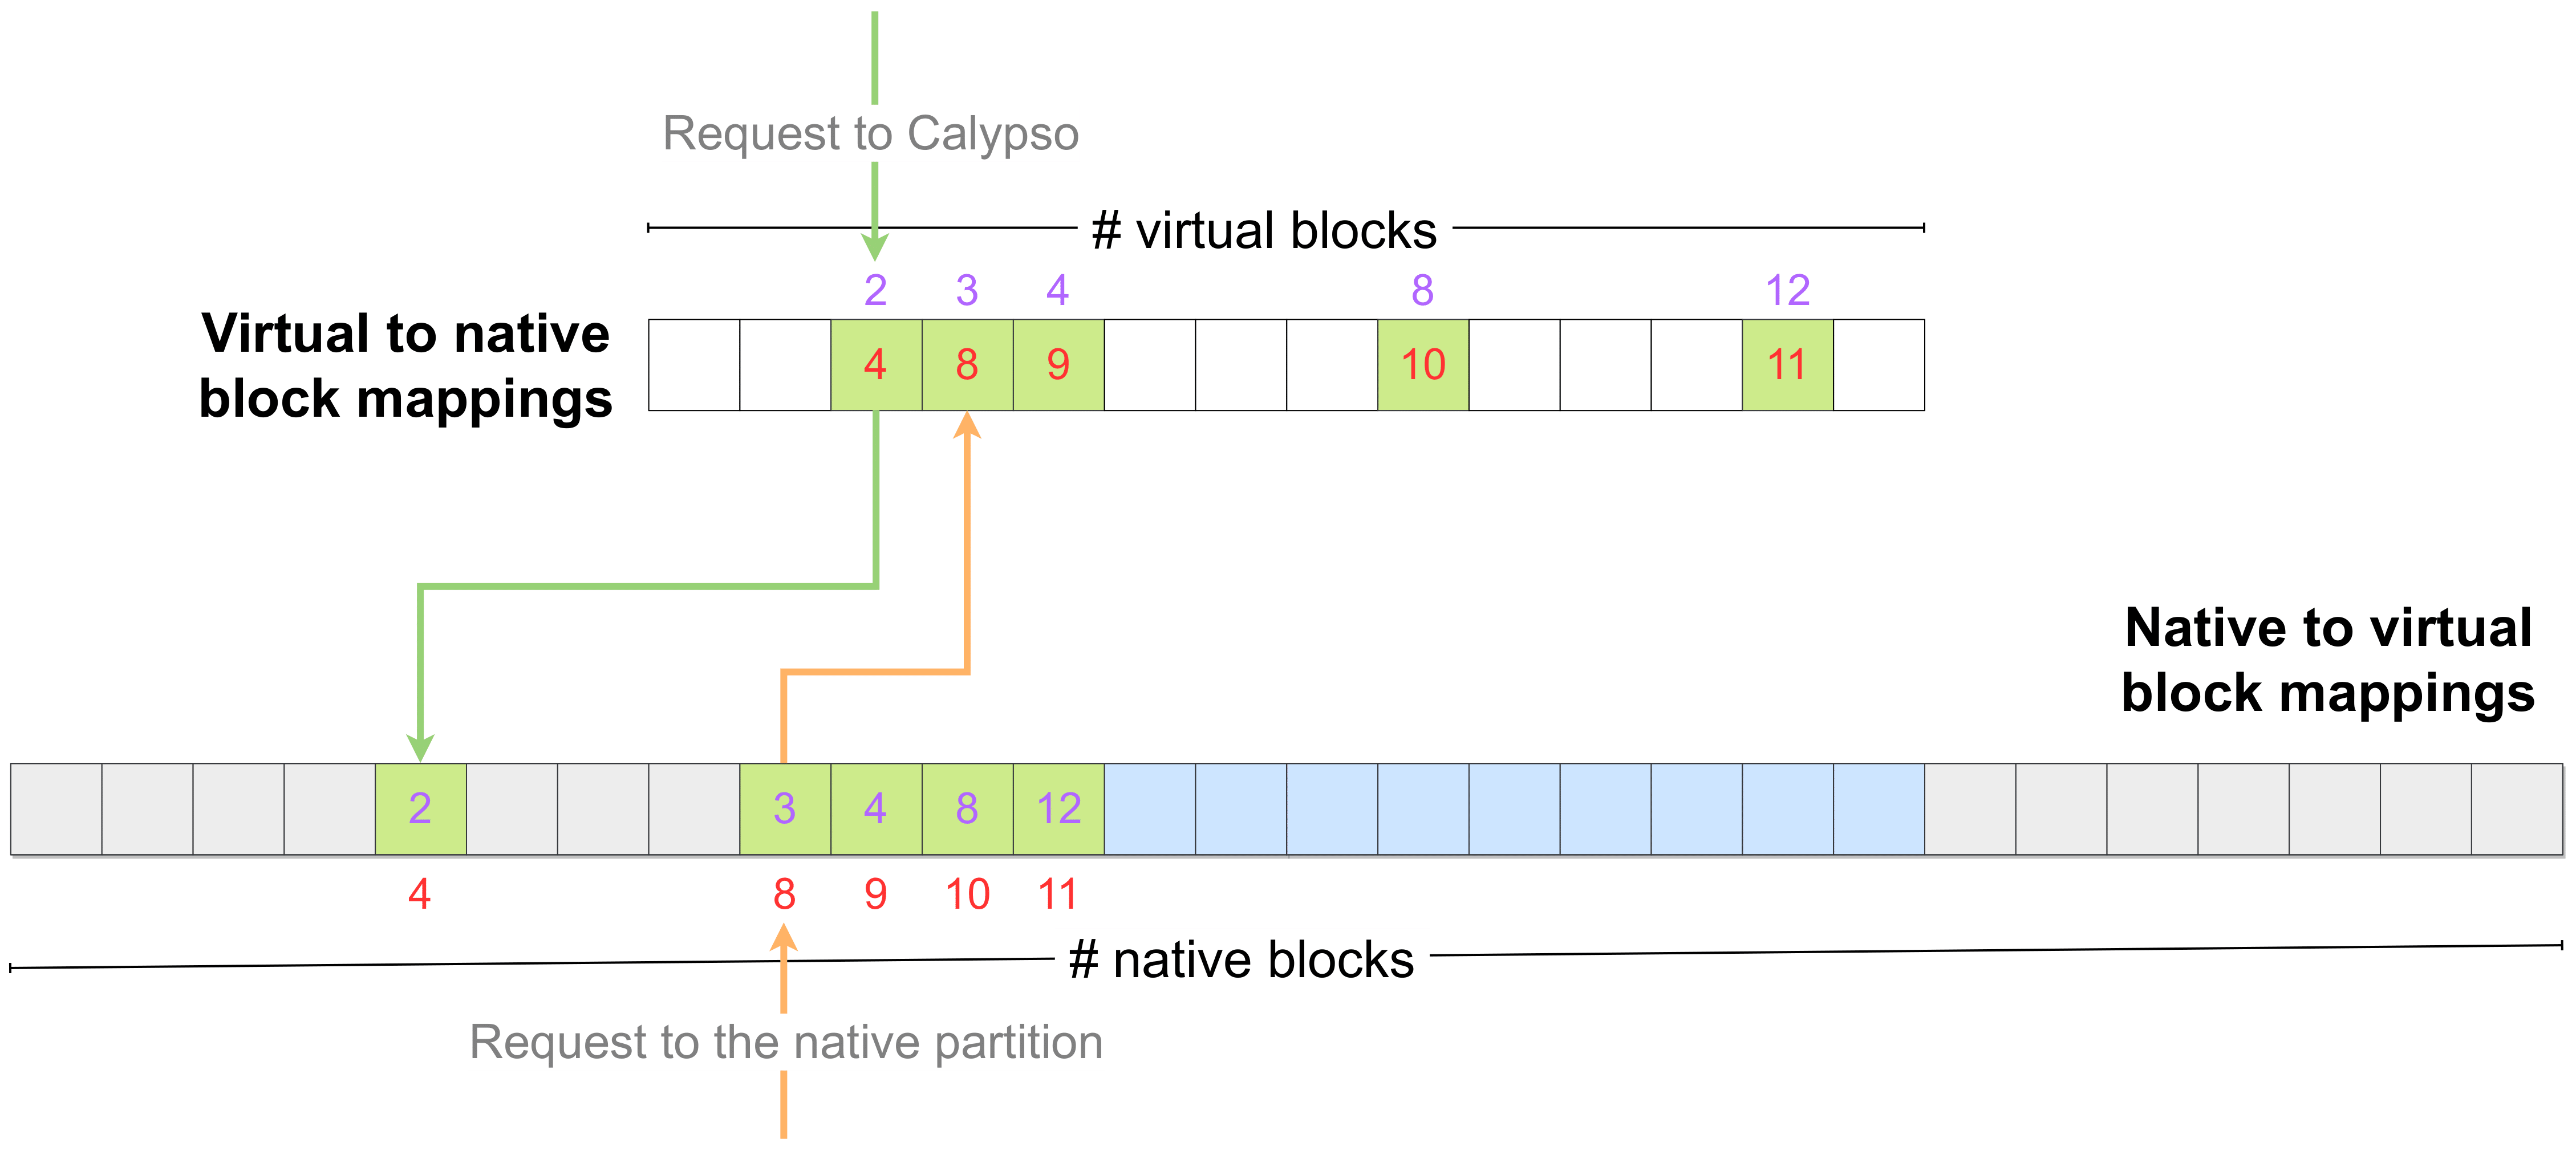 Request to Calypso
# virtual blocks
2 3 4 8 12
Virtual to native
block mappings
4 8 9 10 11
Native to virtual
block mappings
2 3 4 8 12
4 8 9 10 11
# native blocks
Request to the native partition